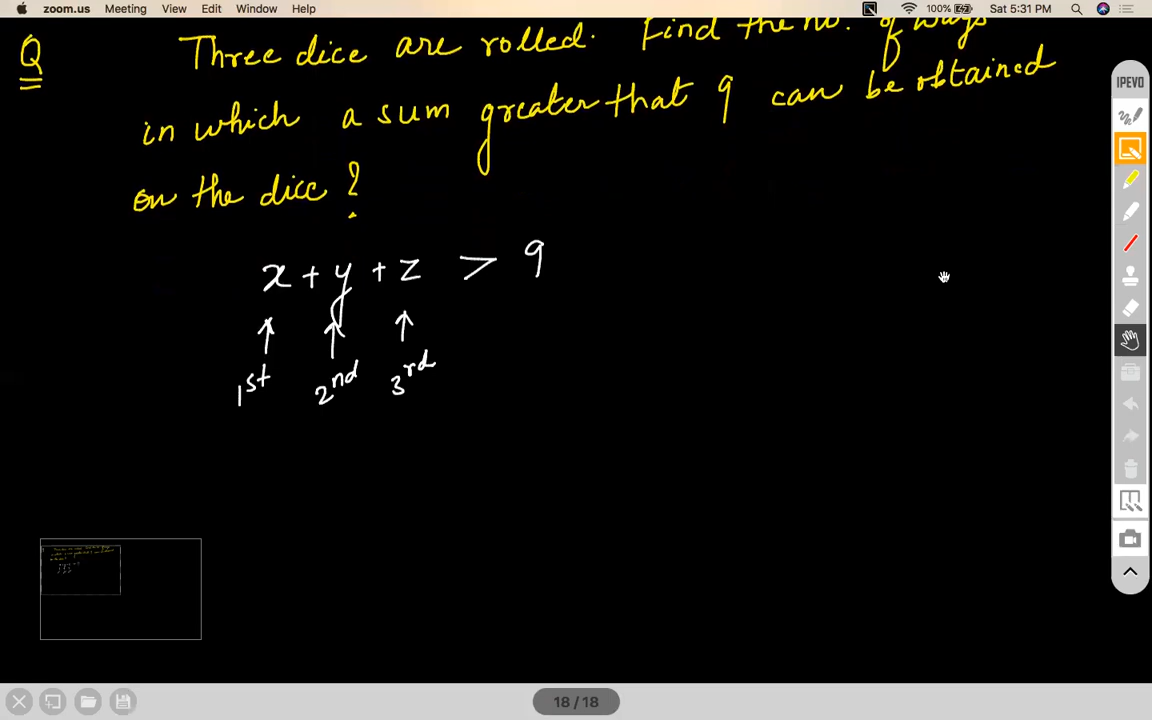 zoom.us Meeting View Edit Window Help 100% Sat 5:31 PM
Q Three dice are rolled. Find the no. of ways
in which a sum greater that 9 can be obtained
on the dice ?
x + y + z > 9
1st 2nd 3rd
IPEVO
18 / 18